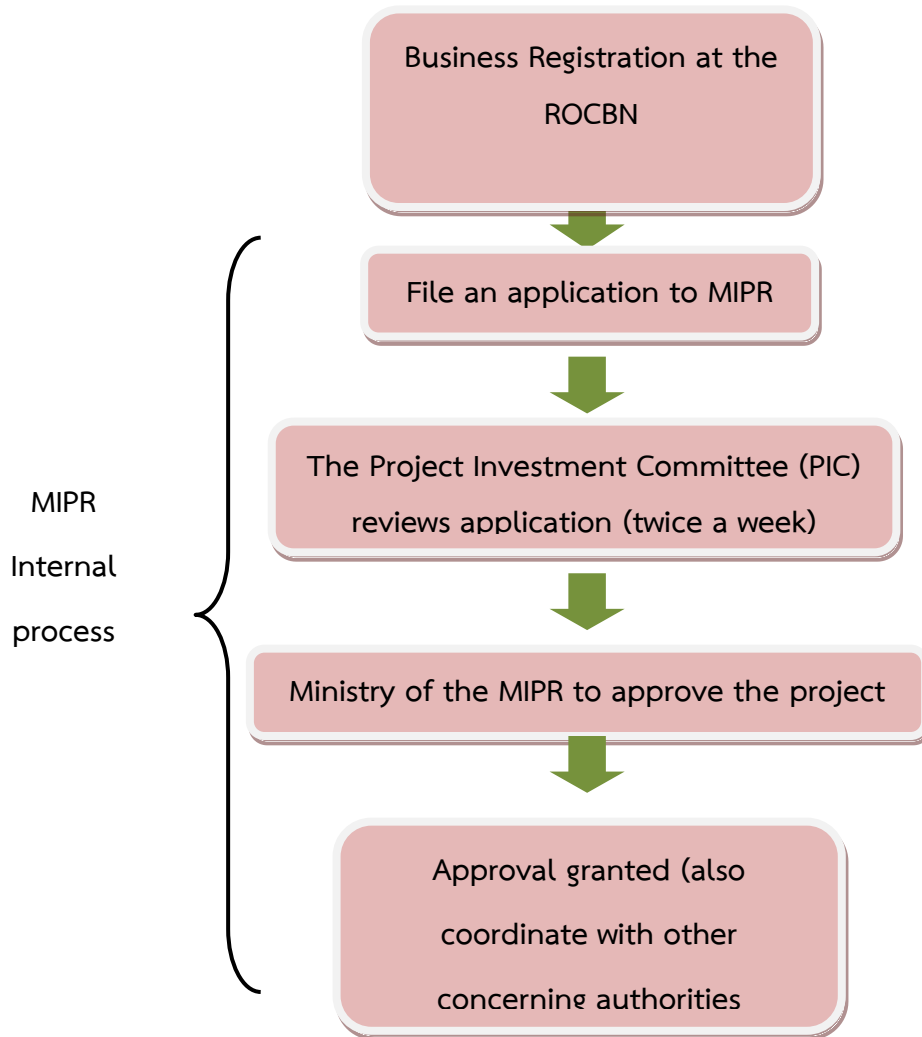 Business Registration at the
ROCBN
File an application to MIPR
The Project Investment Committee (PIC)
reviews application (twice a week)
MIPR
Internal
process
Ministry of the MIPR to approve the project
Approval granted (also
coordinate with other
concerning authorities